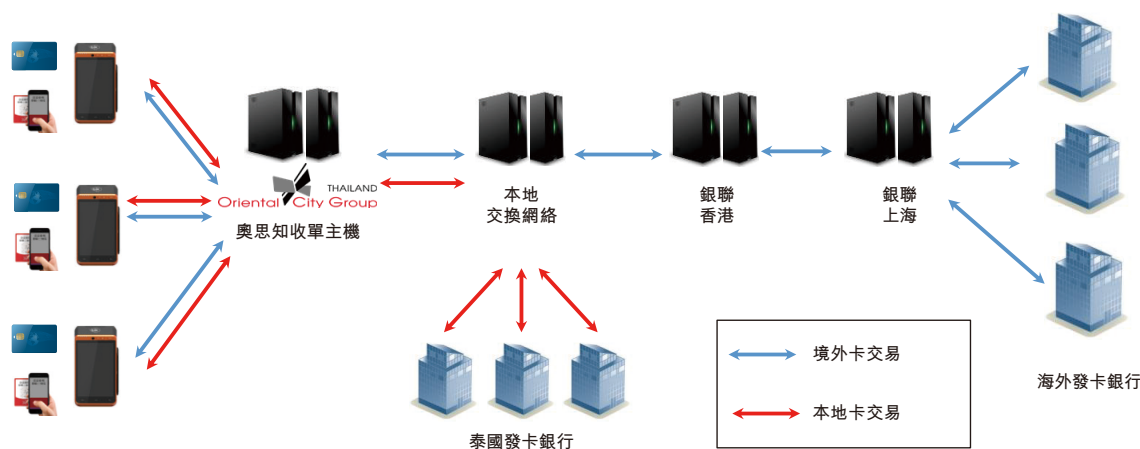 THAILAND
Oriental City Group
奧思知收單主機
本地
交換網絡
銀聯
香港
銀聯
上海
泰國發卡銀行
境外卡交易
本地卡交易
海外發卡銀行